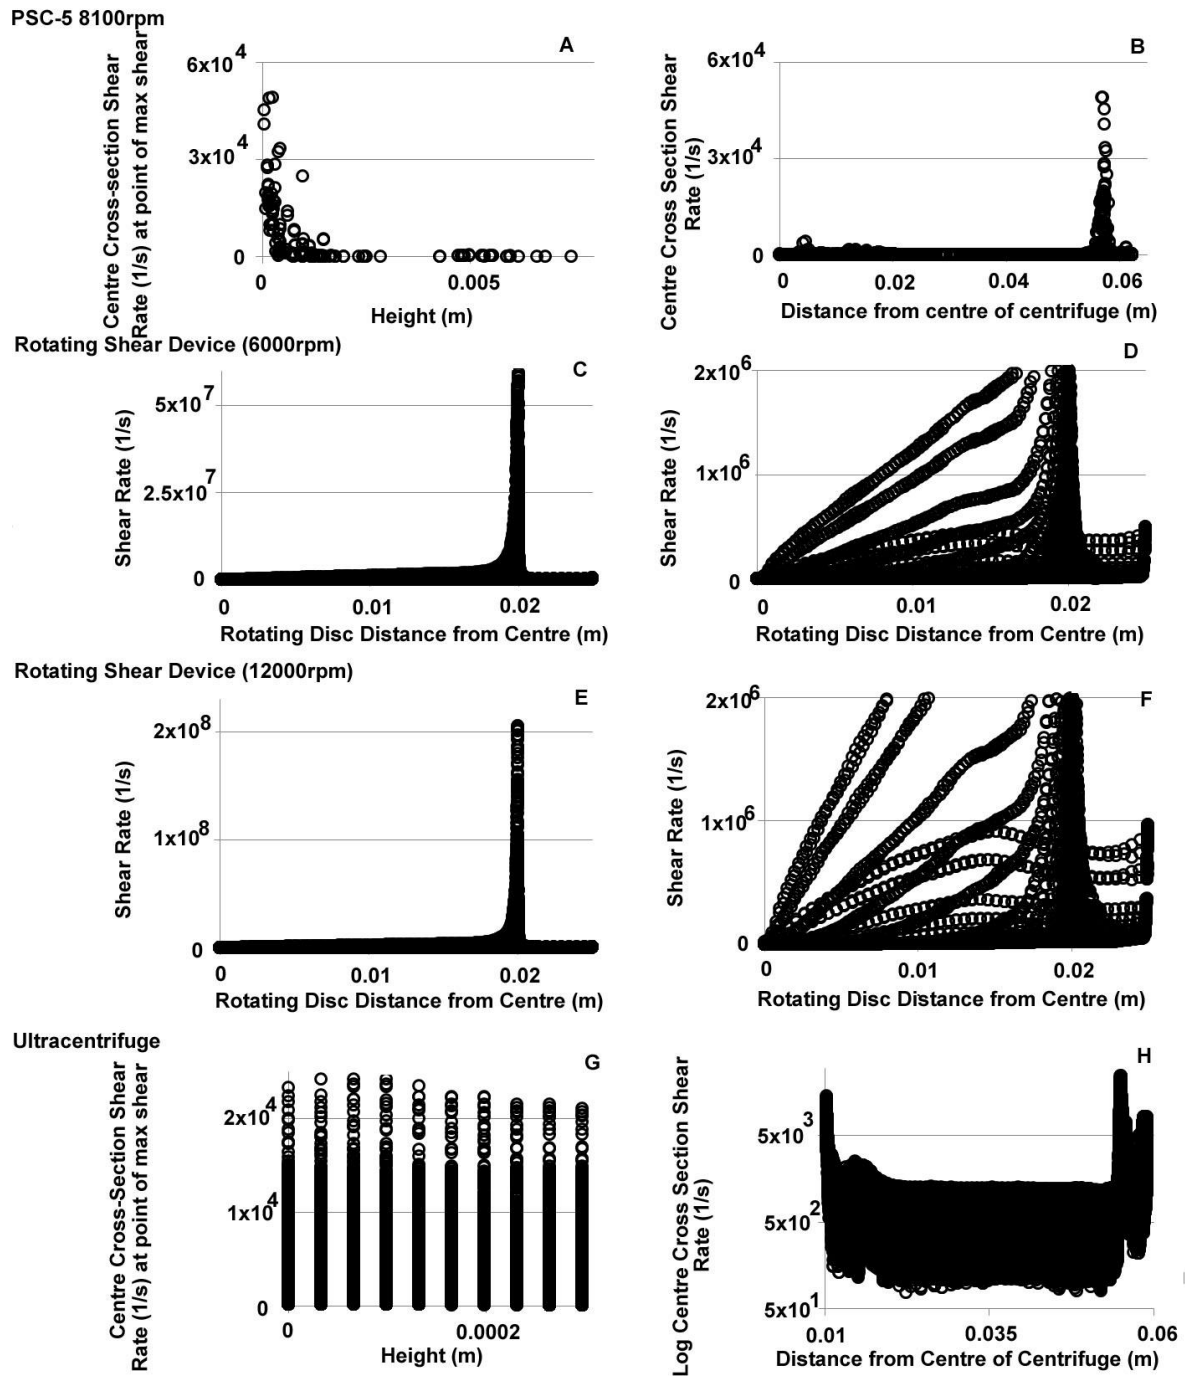 PSC-5 8100rpm
A
Centre Cross-section Shear
Rate (1/s) at point of max shear
6x10^4
3x10^4
0
0
0.005
Height (m)
B
Centre Cross Section Shear
Rate (1/s)
6x10^4
3x10^4
0
0
0.02
0.04
0.06
Distance from centre of centrifuge (m)
Rotating Shear Device (6000rpm)
C
Shear Rate (1/s)
5x10^7
2.5x10^7
0
0
0.01
0.02
Rotating Disc Distance from Centre (m)
D
Shear Rate (1/s)
2x10^6
1x10^6
0
0
0.01
0.02
Rotating Disc Distance from Centre (m)
Rotating Shear Device (12000rpm)
E
Shear Rate (1/s)
2x10^8
1x10^8
0
0
0.01
0.02
Rotating Disc Distance from Centre (m)
F
Shear Rate (1/s)
2x10^6
1x10^6
0
0
0.01
0.02
Rotating Disc Distance from Centre (m)
Ultracentrifuge
G
Centre Cross-Section Shear
Rate (1/s) at point of max shear
2x10^4
1x10^4
0
0
0.0002
Height (m)
H
Log Centre Cross Section Shear
Rate (1/s)
5x10^3
5x10^2
5x10^1
0.01
0.035
0.06
Distance from Centre of Centrifuge (m)